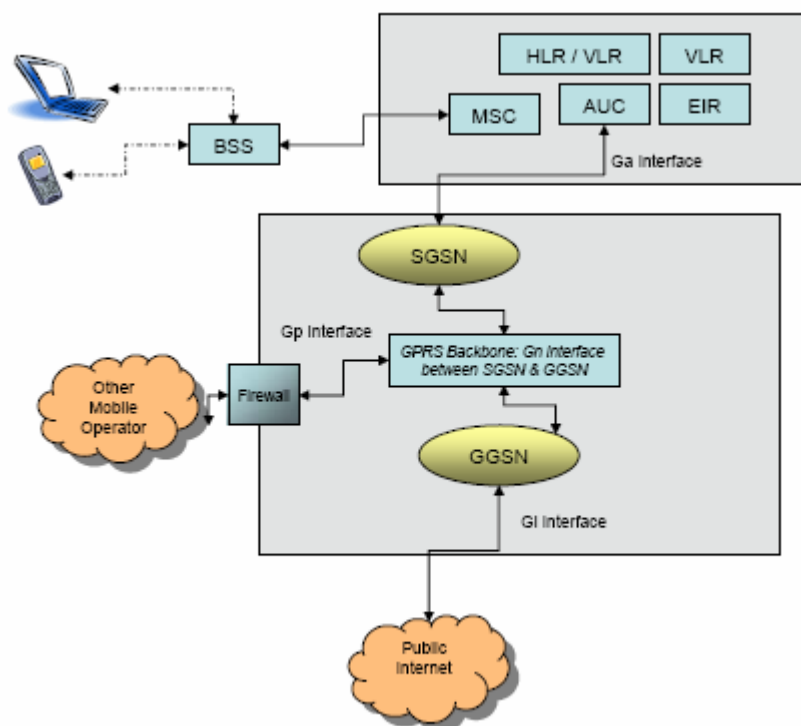 HLR / VLR
VLR
MSC
AUC
EIR
BSS
Ga Interface
SGSN
Gp Interface
GPRS Backbone: Gn Interface
between SGSN & GGSN
Other
Mobile
Operator
Firewall
GGSN
Gi Interface
Public
Internet